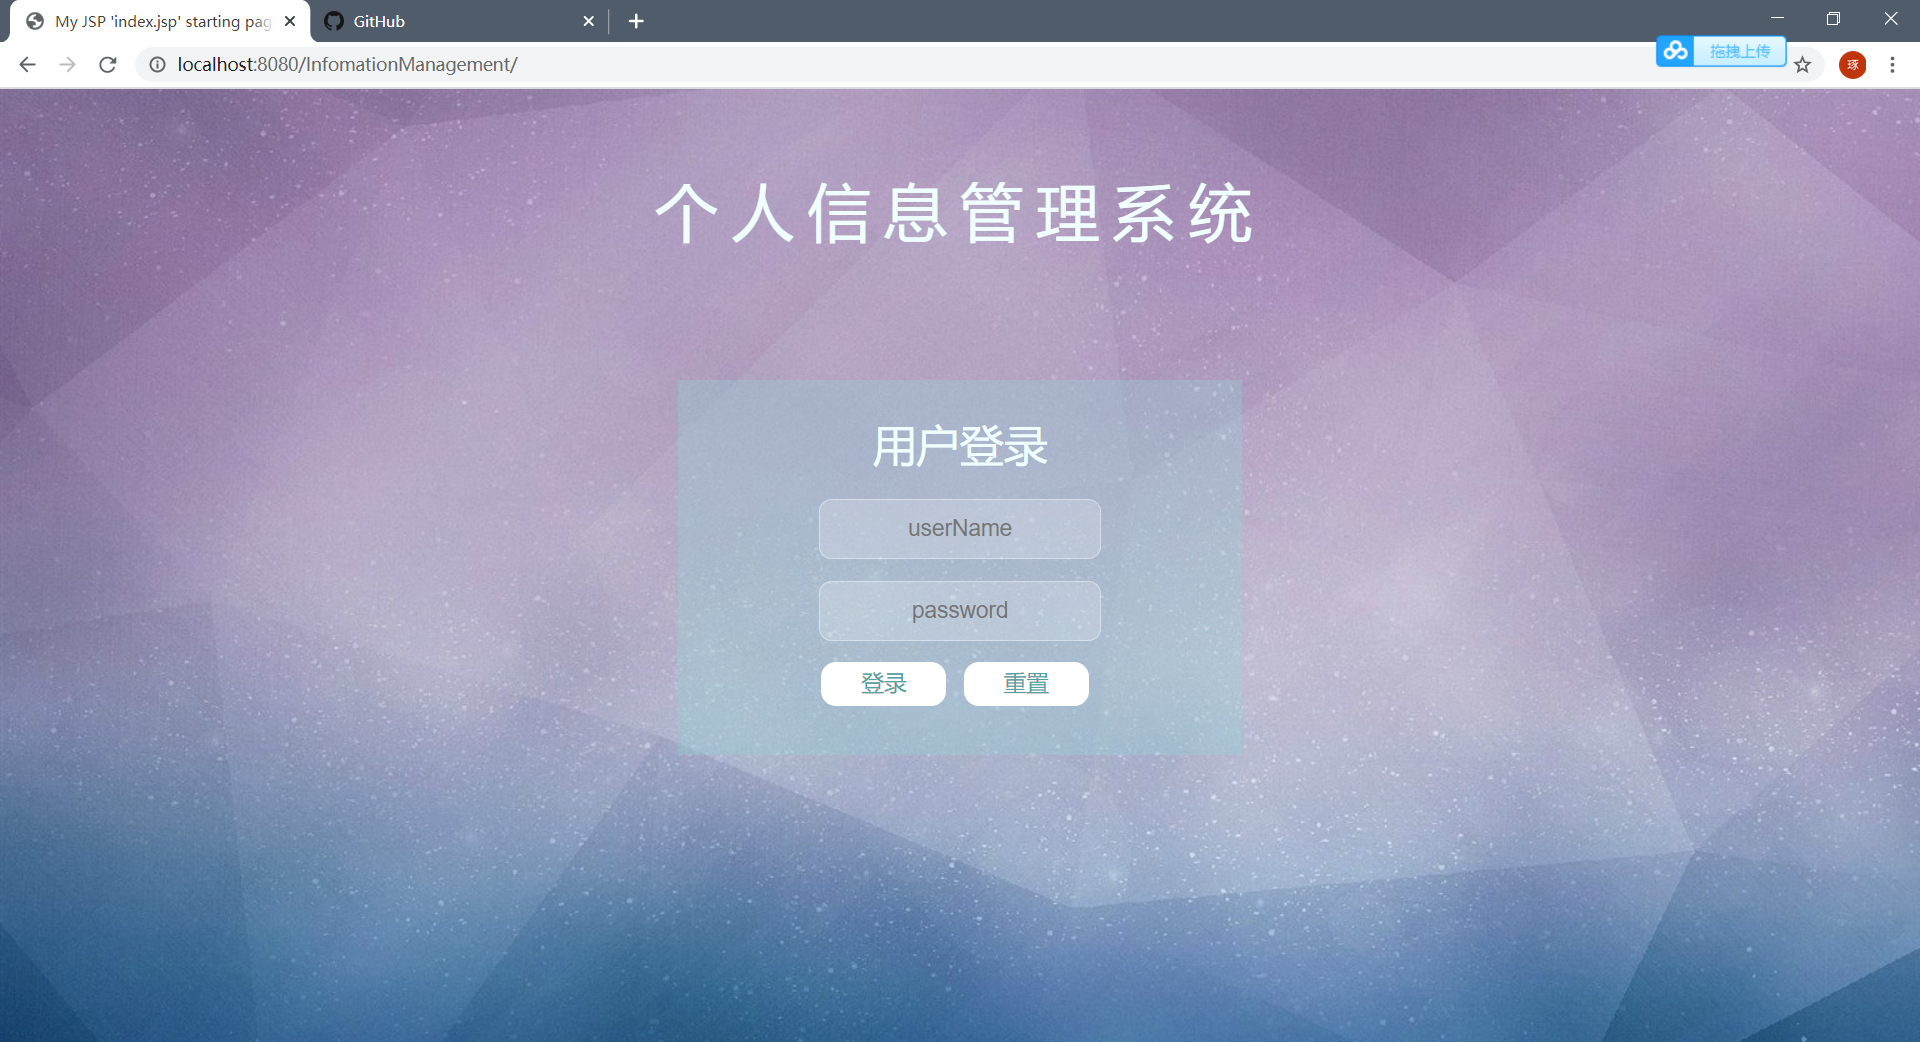 My JSP 'index.jsp' starting pag
GitHub
localhost:8080/InfomationManagement/
拖拽上传
琢
个人信息管理系统
用户登录
userName
password
登录 重置